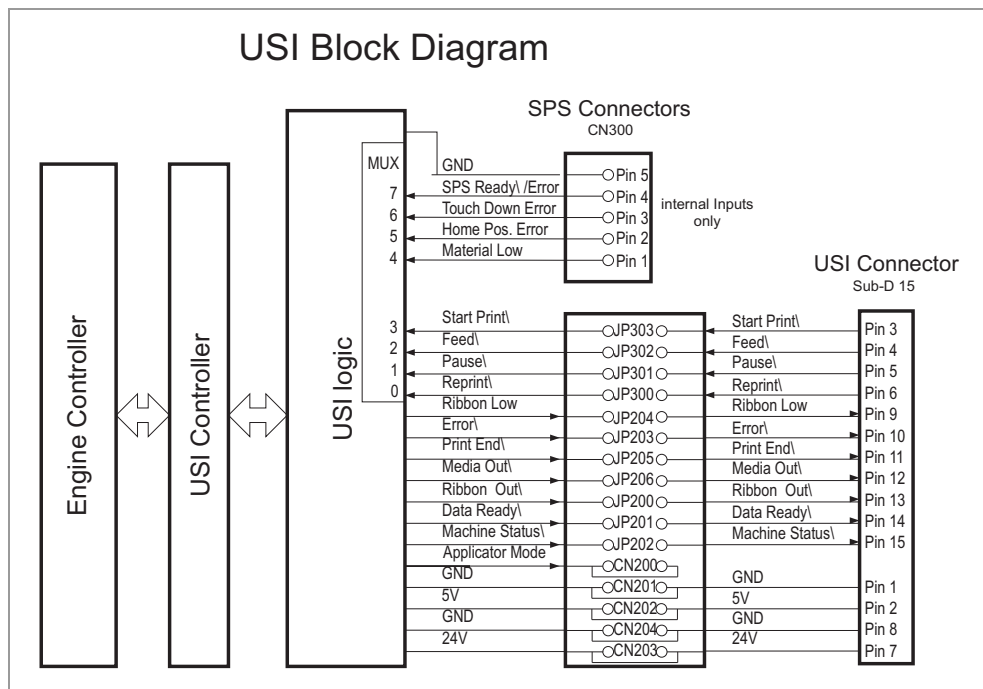 USI Block Diagram
SPS Connectors
CN300
MUX
GND
Pin 5
7
SPS Ready\ /Error
Pin 4
6
Touch Down Error
Pin 3
5
Home Pos. Error
Pin 2
4
Material Low
Pin 1
internal Inputs
only
USI Connector
Sub-D 15
Engine Controller
USI Controller
USI logic
3
Start Print\
JP303
Start Print\
Pin 3
2
Feed\
JP302
Feed\
Pin 4
1
Pause\
JP301
Pause\
Pin 5
0
Reprint\
JP300
Reprint\
Pin 6
Ribbon Low
JP204
Ribbon Low
Pin 9
Error\
JP203
Error\
Pin 10
Print End\
JP205
Print End\
Pin 11
Media Out\
JP206
Media Out\
Pin 12
Ribbon Out\
JP200
Ribbon Out\
Pin 13
Data Ready\
JP201
Data Ready\
Pin 14
Machine Status\
JP202
Machine Status\
Pin 15
Applicator Mode
CN200
GND
CN201
GND
Pin 1
5V
CN202
5V
Pin 2
GND
CN204
GND
Pin 8
24V
CN203
24V
Pin 7